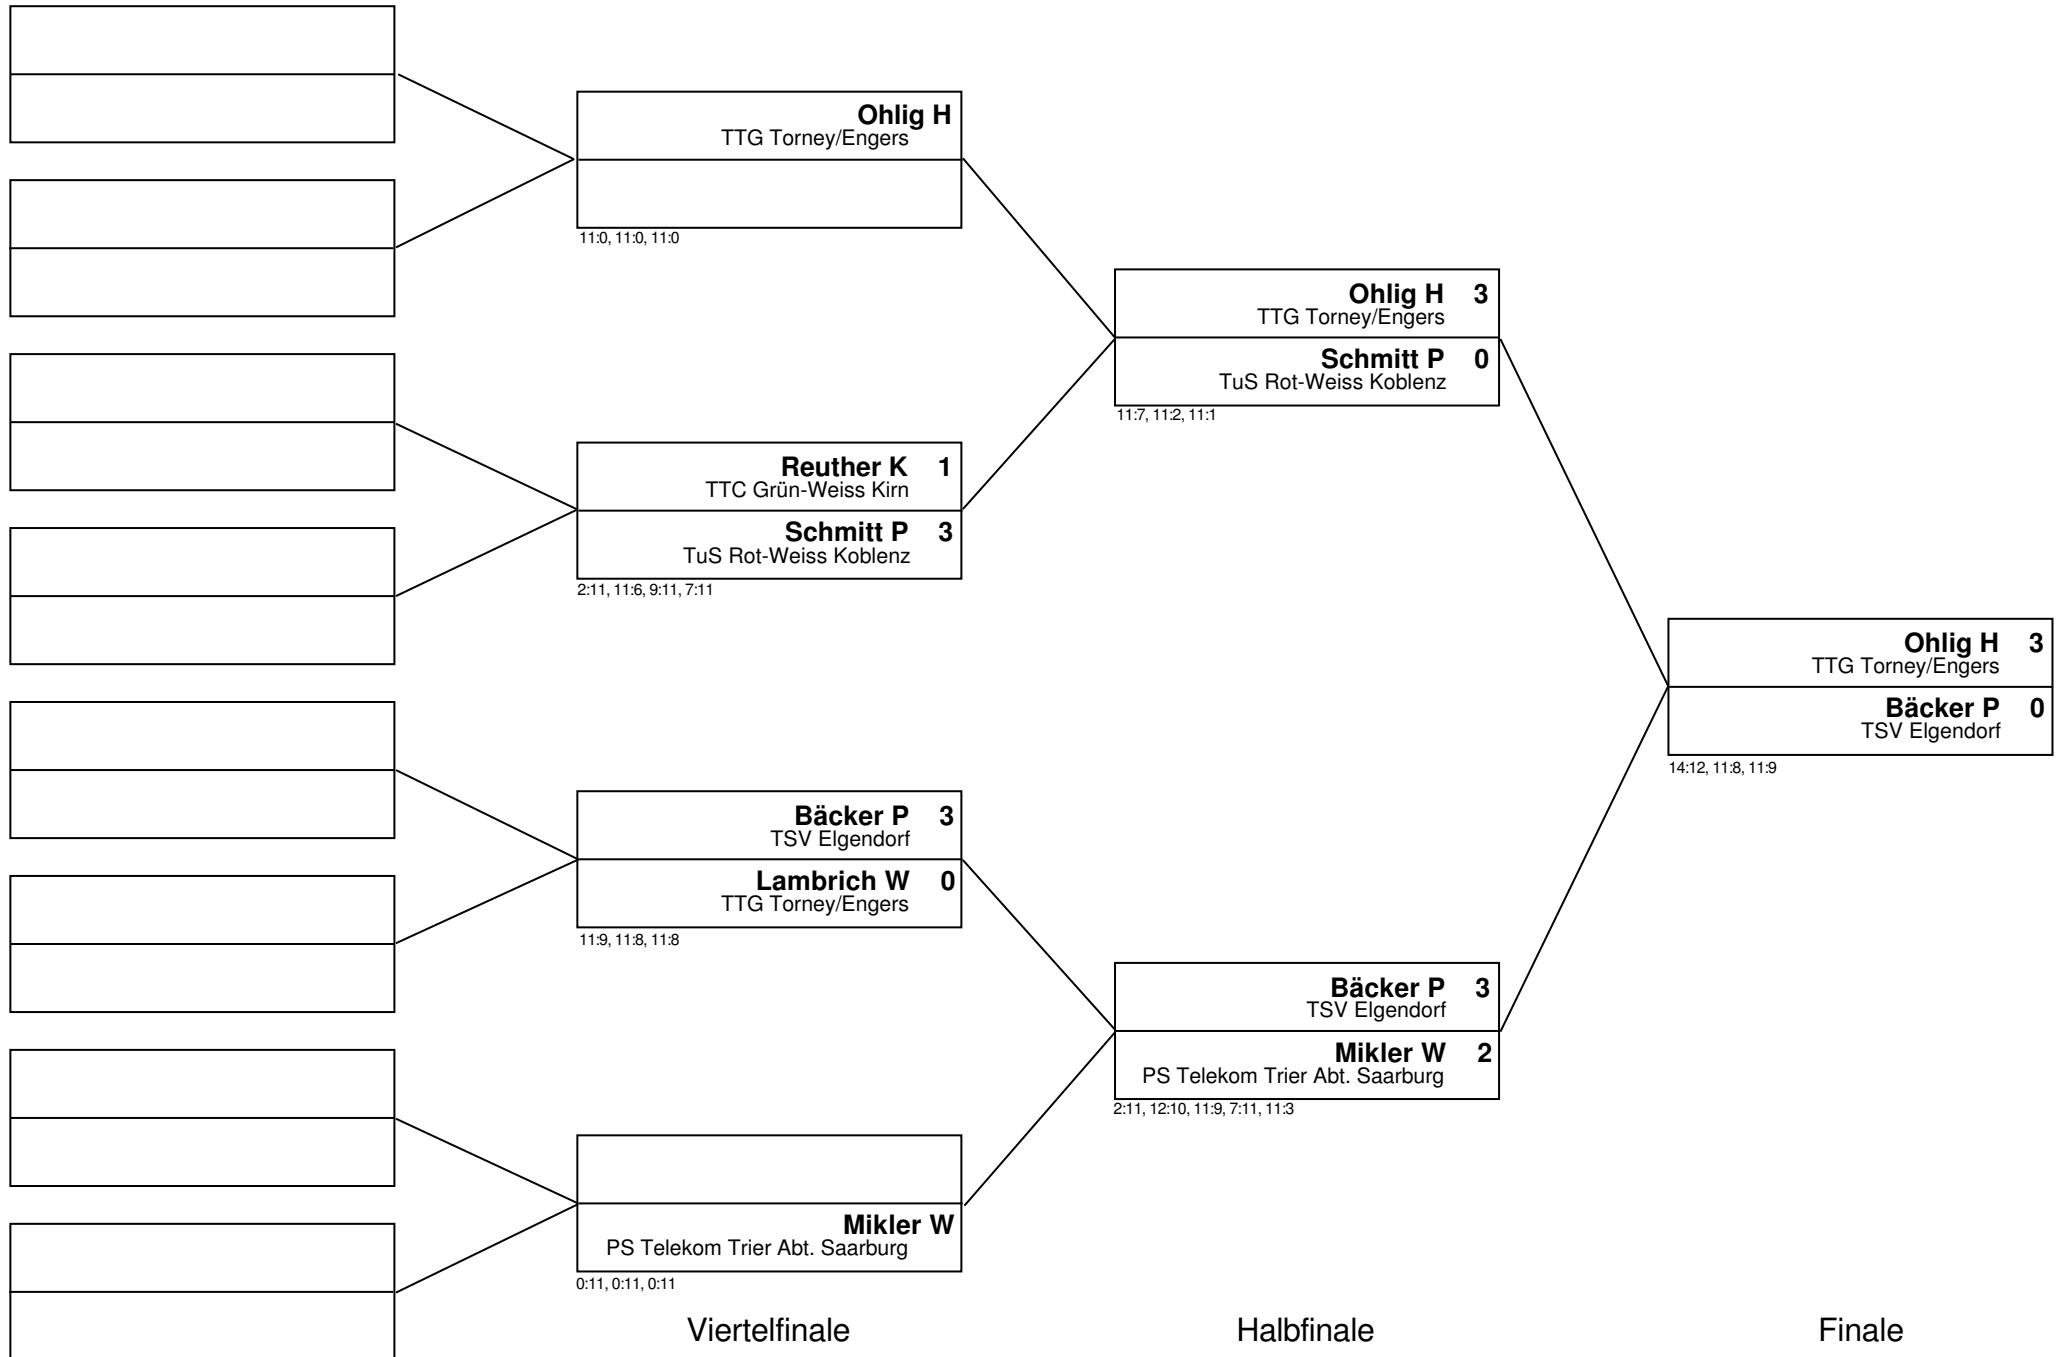 Ohlig H
TTG Torney/Engers
11:0, 11:0, 11:0
Reuther K 1
TTC Grün-Weiss Kirn
Schmitt P 3
TuS Rot-Weiss Koblenz
2:11, 11:6, 9:11, 7:11
Bäcker P 3
TSV Elgendorf
Lambrich W 0
TTG Torney/Engers
11:9, 11:8, 11:8
Mikler W
PS Telekom Trier Abt. Saarburg
0:11, 0:11, 0:11
Viertelfinale
Ohlig H 3
TTG Torney/Engers
Schmitt P 0
TuS Rot-Weiss Koblenz
11:7, 11:2, 11:1
Bäcker P 3
TSV Elgendorf
Mikler W 2
PS Telekom Trier Abt. Saarburg
2:11, 12:10, 11:9, 7:11, 11:3
Halbfinale
Ohlig H 3
TTG Torney/Engers
Bäcker P 0
TSV Elgendorf
14:12, 11:8, 11:9
Finale